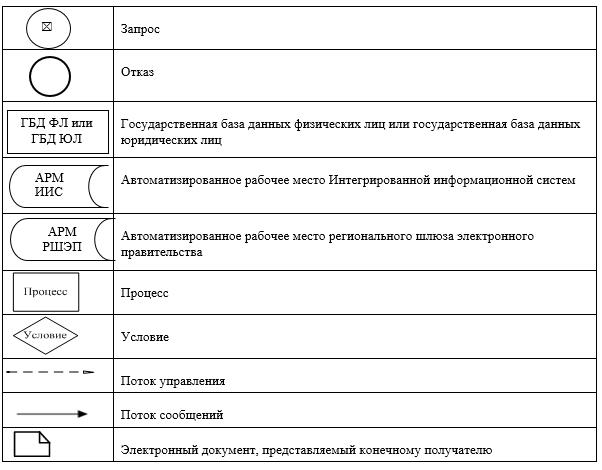 Запрос
Отказ
ГБД ФЛ или
ГБД ЮЛ
Государственная база данных физических лиц или государственная база данных
юридических лиц
АРМ
ИИС
Автоматизированное рабочее место Интегрированной информационной систем
АРМ
РШЭП
Автоматизированное рабочее место регионального шлюза электронного
правительства
Процесс
Процесс
Условие
Условие
Поток управления
Поток сообщений
Электронный документ, представляемый конечному получателю